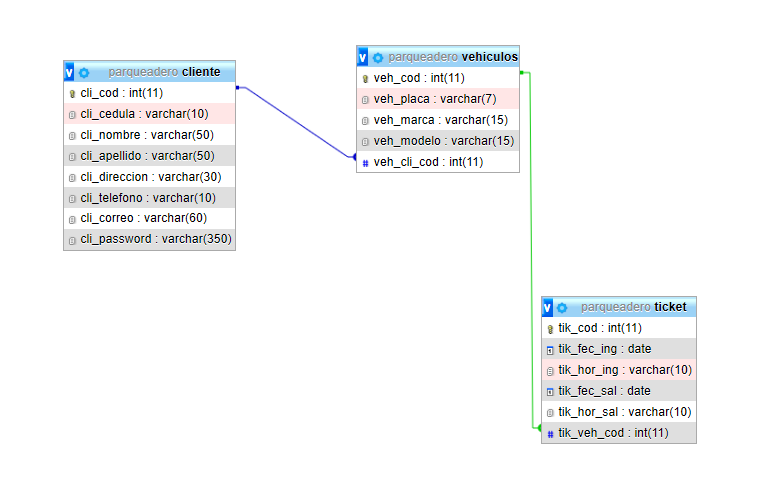 parqueadero cliente
cli_cod : int(11)
cli_cedula : varchar(10)
cli_nombre : varchar(50)
cli_apellido : varchar(50)
cli_direccion : varchar(30)
cli_telefono : varchar(10)
cli_correo : varchar(60)
cli_password : varchar(350)
parqueadero vehiculos
veh_cod : int(11)
veh_placa : varchar(7)
veh_marca : varchar(15)
veh_modelo : varchar(15)
veh_cli_cod : int(11)
parqueadero ticket
tik_cod : int(11)
tik_fec_ing : date
tik_hor_ing : varchar(10)
tik_fec_sal : date
tik_hor_sal : varchar(10)
tik_veh_cod : int(11)